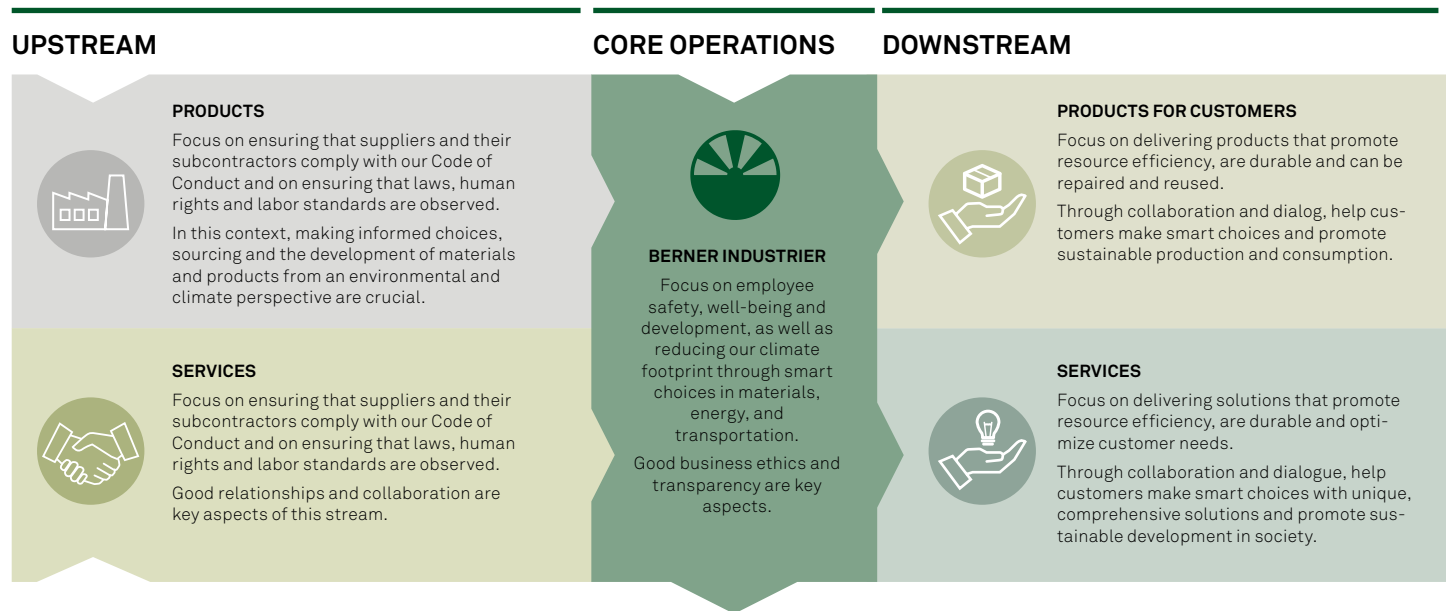 UPSTREAM
PRODUCTS
Focus on ensuring that suppliers and their
subcontractors comply with our Code of
Conduct and on ensuring that laws, human
rights and labor standards are observed.
In this context, making informed choices,
sourcing and the development of materials
and products from an environmental and
climate perspective are crucial.
SERVICES
Focus on ensuring that suppliers and their
subcontractors comply with our Code of
Conduct and on ensuring that laws, human
rights and labor standards are observed.
Good relationships and collaboration are
key aspects of this stream.
CORE OPERATIONS
BERNER INDUSTRIER
Focus on employee
safety, well-being and
development, as well as
reducing our climate
footprint through smart
choices in materials,
energy, and
transportation.
Good business ethics and
transparency are key
aspects.
DOWNSTREAM
PRODUCTS FOR CUSTOMERS
Focus on delivering products that promote
resource efficiency, are durable and can be
repaired and reused.
Through collaboration and dialog, help cus-
tomers make smart choices and promote
sustainable production and consumption.
SERVICES
Focus on delivering solutions that promote
resource efficiency, are durable and opti-
mize customer needs.
Through collaboration and dialogue, help
customers make smart choices with unique,
comprehensive solutions and promote sus-
tainable development in society.